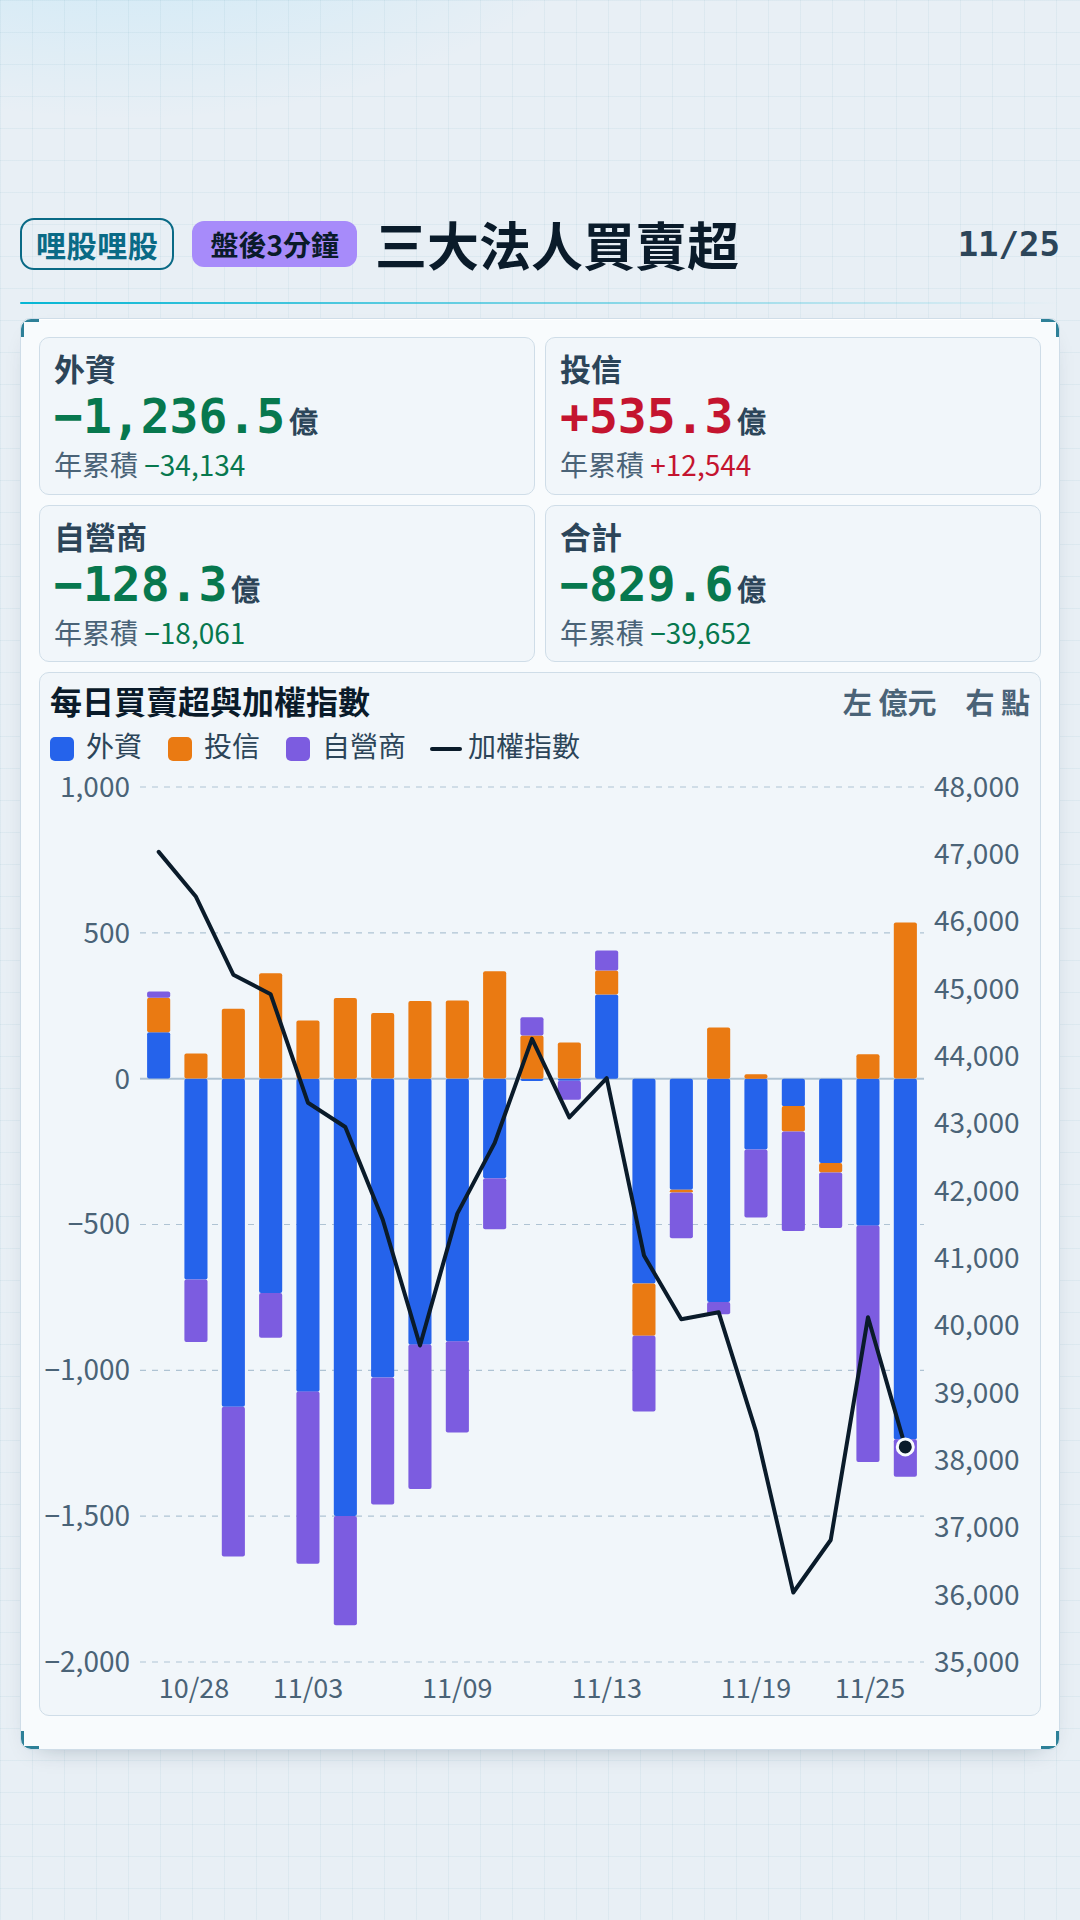 哩股哩股 盤後3分鐘 三大法人買賣超 11/25
外資
−1,236.5億
年累積 −34,134
投信
+535.3億
年累積 +12,544
自營商
−128.3億
年累積 −18,061
合計
−829.6億
年累積 −39,652
每日買賣超與加權指數 左 億元 右 點
外資 投信 自營商 加權指數
1,000 48,000
47,000
46,000
500
45,000
44,000
0
43,000
42,000
−500
41,000
40,000
−1,000
39,000
38,000
−1,500
37,000
36,000
−2,000 35,000
10/28 11/03 11/09 11/13 11/19 11/25